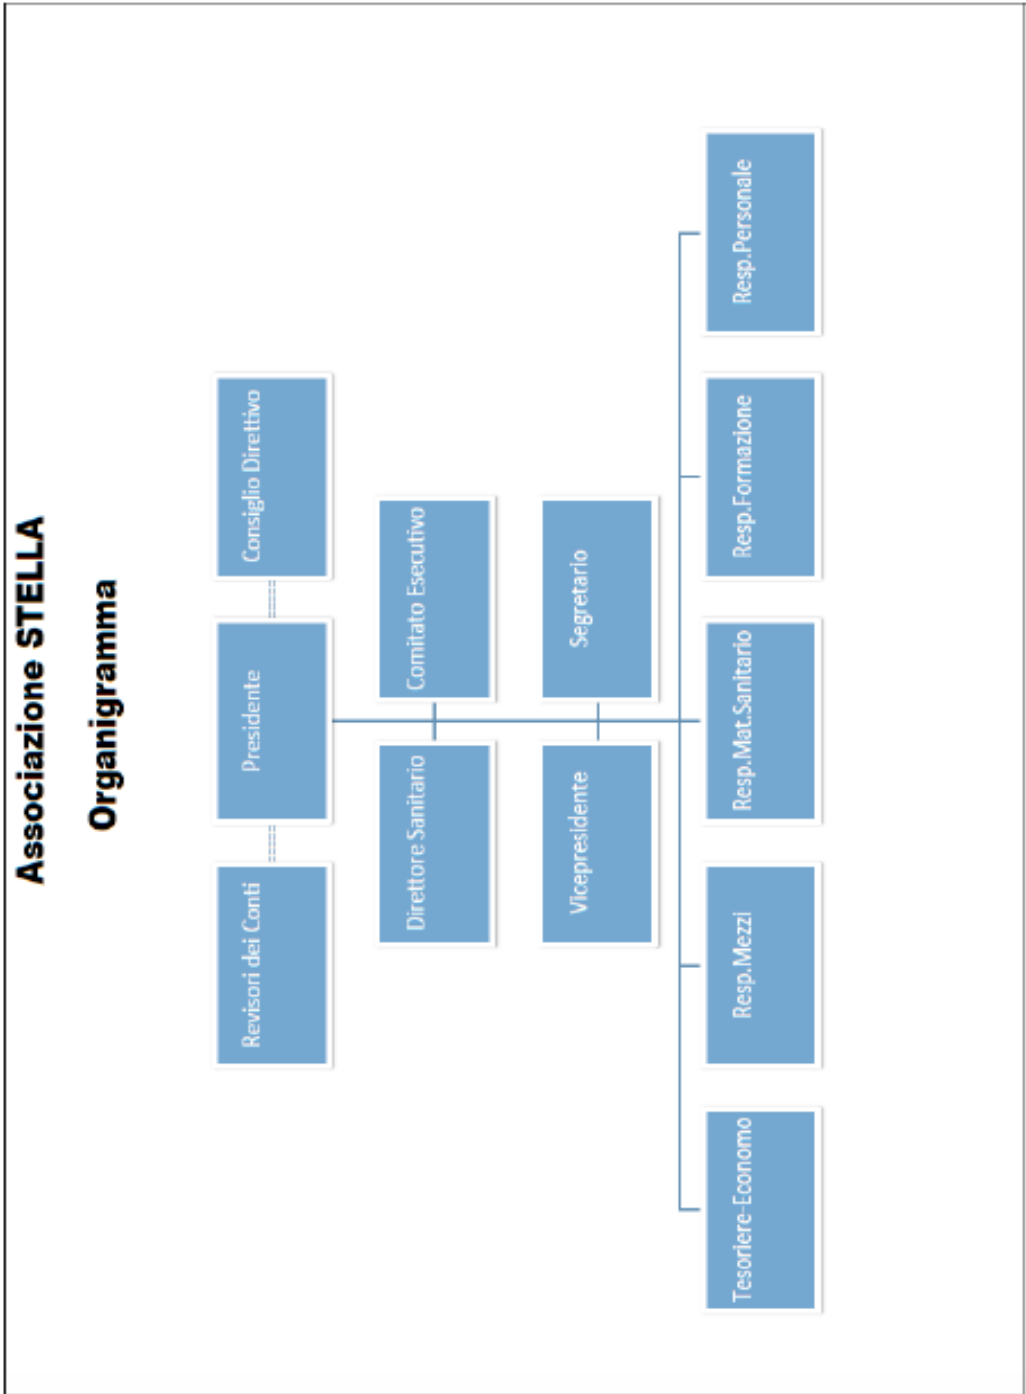 Associazione STELLA
Organigramma
Revisori dei Conti
Presidente
Consiglio Direttivo
Direttore Sanitario
Comitato Esecutivo
Vicepresidente
Segretario
Tesoriere-Economo
Resp.Mezzi
Resp.Mat.Sanitario
Resp.Formazione
Resp.Personale